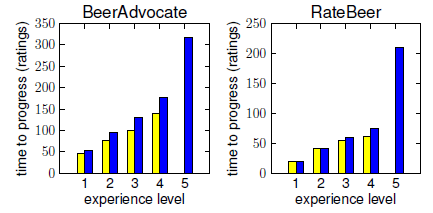 BeerAdvocate
time to progress (ratings)
350
300
250
200
150
100
50
0
1 2 3 4 5
experience level
RateBeer
time to progress (ratings)
250
200
150
100
50
0
1 2 3 4 5
experience level